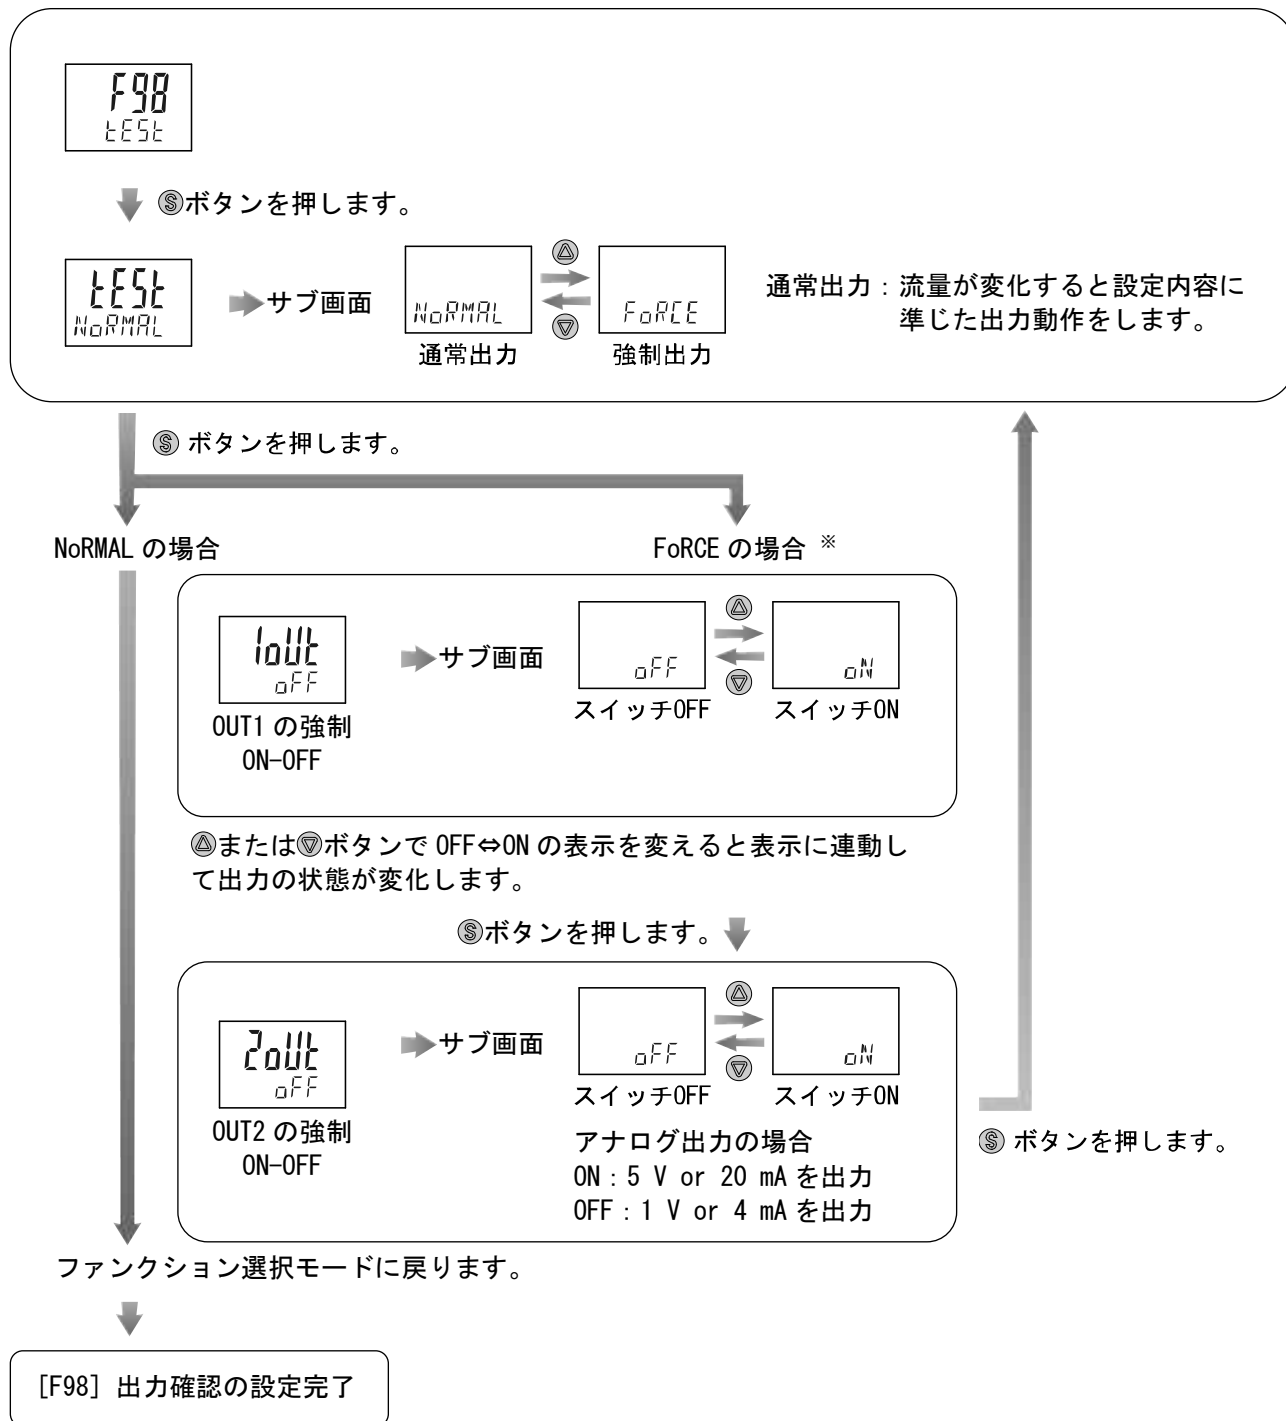 F98
tESt
Ⓢボタンを押します。
tESt
NoRMAL
サブ画面
NoRMAL
通常出力
FoRCE
強制出力
通常出力：流量が変化すると設定内容に
準じた出力動作をします。
Ⓢ ボタンを押します。
NoRMAL の場合
FoRCE の場合 ※
1oUt
oFF
OUT1 の強制
ON-OFF
サブ画面
oFF
スイッチOFF
oN
スイッチON
△または▽ボタンで OFF⇔ON の表示を変えると表示に連動し
て出力の状態が変化します。
Ⓢボタンを押します。
2oUt
oFF
OUT2 の強制
ON-OFF
サブ画面
oFF
スイッチOFF
oN
スイッチON
アナログ出力の場合
ON：5 V or 20 mA を出力
OFF：1 V or 4 mA を出力
Ⓢ ボタンを押します。
ファンクション選択モードに戻ります。
[F98] 出力確認の設定完了